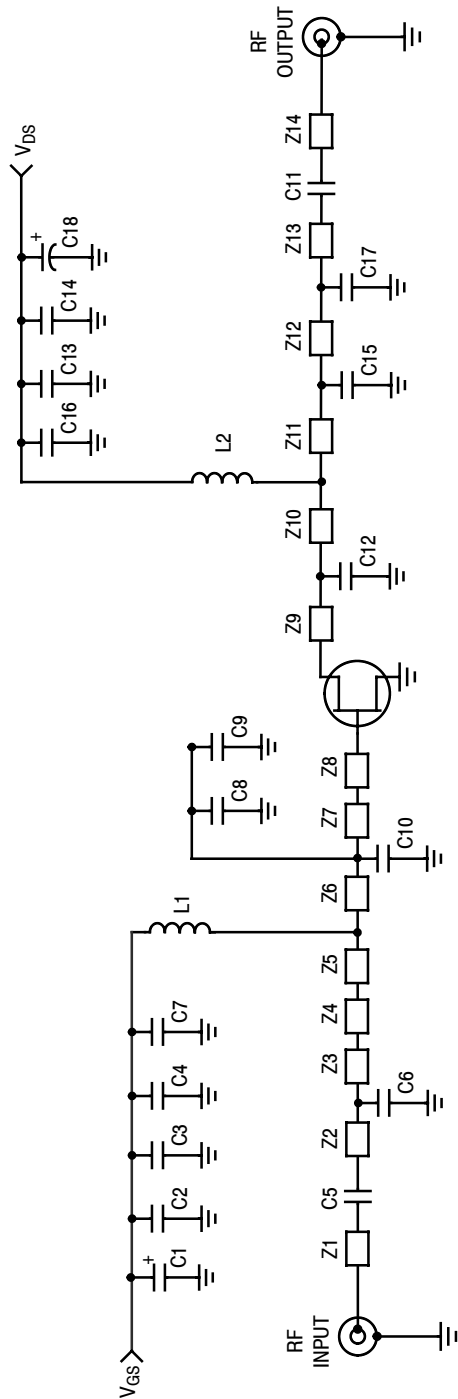 V_GS
+
C1
C2
C3
C4
C7
L1
C8
C9
RF
INPUT
Z1
C5
Z2
C6
Z3
Z4
Z5
Z6
C10
Z7
Z8
Z9
C12
Z10
L2
Z11
C15
Z12
C17
Z13
C11
Z14
RF
OUTPUT
C16
C13
C14
+
C18
V_DS